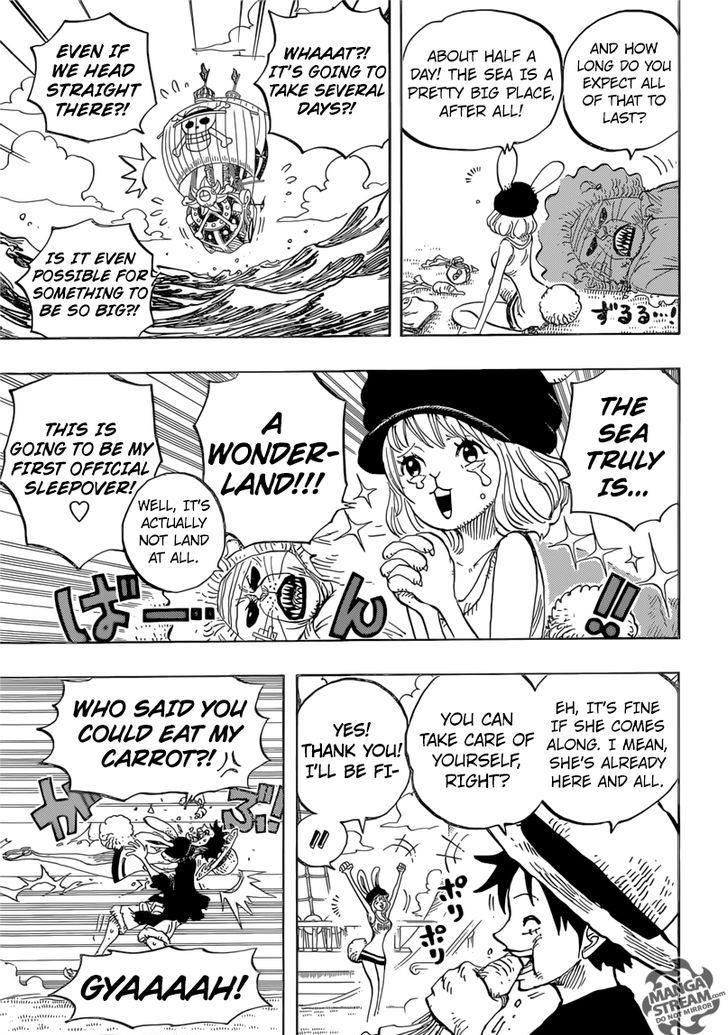 AND HOW
LONG DO YOU
EXPECT ALL
OF THAT TO
LAST?
ABOUT HALF A
DAY! THE SEA IS A
PRETTY BIG PLACE,
AFTER ALL!
ずるる…!
WHAAAT?!
IT'S GOING TO
TAKE SEVERAL
DAYS?!
EVEN IF
WE HEAD
STRAIGHT
THERE?!
IS IT EVEN
POSSIBLE FOR
SOMETHING TO
BE SO BIG?!
THE
SEA
TRULY
IS...
A
WONDER-
LAND!!!
THIS IS
GOING TO BE MY
FIRST OFFICIAL
SLEEPOVER!
♡
WELL, IT'S
ACTUALLY
NOT LAND
AT ALL.
ばーーん!!
EH, IT'S FINE
IF SHE COMES
ALONG. I MEAN,
SHE'S ALREADY
HERE AND ALL.
YOU CAN
TAKE CARE OF
YOURSELF,
RIGHT?
YES!
THANK YOU!
I'LL BE FI-
!!
ポリ
ポリ
WHO SAID YOU
COULD EAT MY
CARROT?!
がぶ!!
GYAAAAH!
MANGA
STREAM.com
DO NOT MIRROR